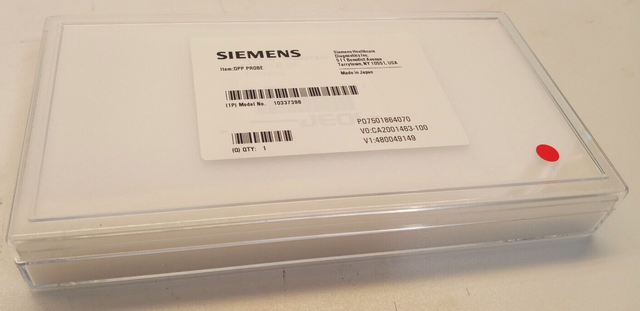 SIEMENS
Siemens Healthcare
Diagnostics Inc.
511 Benedict Avenue
Tarrytown, NY 10591, USA
Made in Japan
Item: DPP PROBE
(1P) Model No. 10337398
PO7501864070
V0:CA2001463-100
V1:480049149
(Q) QTY: 1